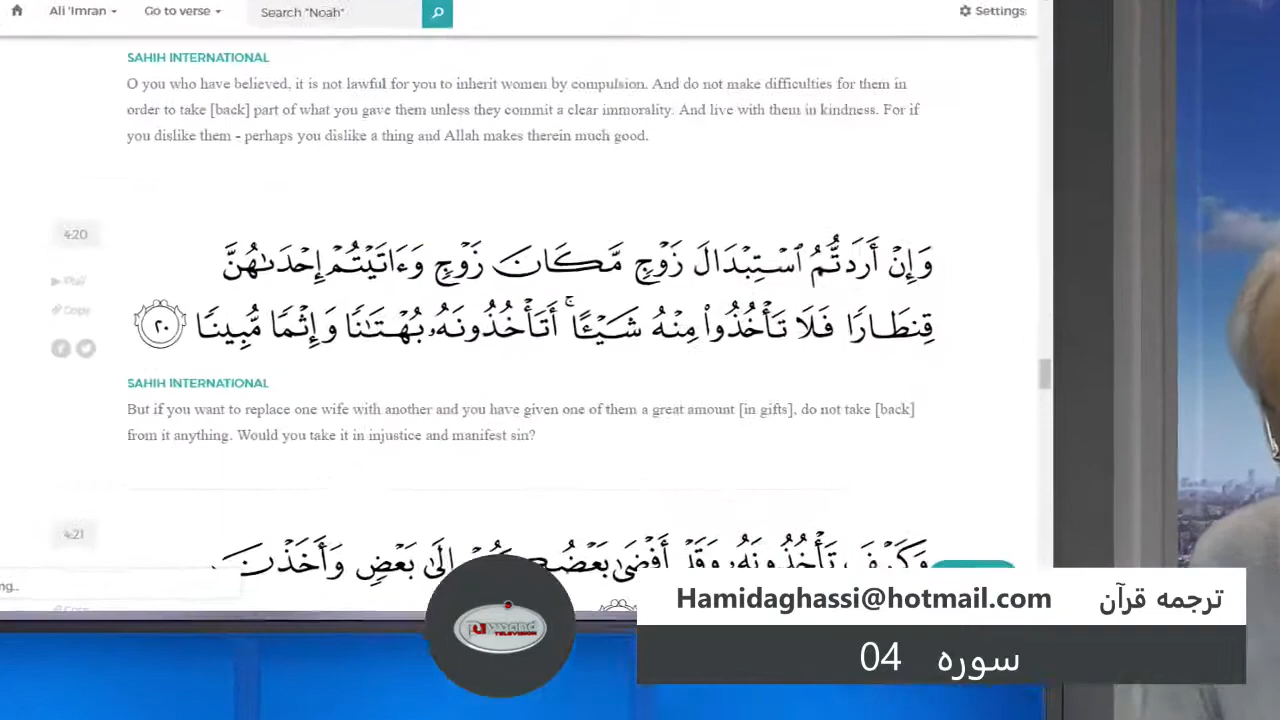 Ali 'Imran
Go to verse
Search "Noah"
Settings
SAHIH INTERNATIONAL
O you who have believed, it is not lawful for you to inherit women by compulsion. And do not make difficulties for them in
order to take [back] part of what you gave them unless they commit a clear immorality. And live with them in kindness. For if
you dislike them - perhaps you dislike a thing and Allah makes therein much good.
4:20
Play
Copy
وَإِنْ أَرَدتُّمُ ٱسْتِبْدَالَ زَوْجٍ مَّكَانَ زَوْجٍ وَءَاتَيْتُمْ إِحْدَىٰهُنَّ
قِنطَارًا فَلَا تَأْخُذُوا۟ مِنْهُ شَيْـًٔا ۚ أَتَأْخُذُونَهُۥ بُهْتَـٰنًا وَإِثْمًا مُّبِينًا ٢٠
SAHIH INTERNATIONAL
But if you want to replace one wife with another and you have given one of them a great amount [in gifts], do not take [back]
from it anything. Would you take it in injustice and manifest sin?
4:21
وَكَيْفَ تَأْخُذُونَهُۥ وَقَدْ أَفْضَىٰ بَعْضُكُمْ إِلَىٰ بَعْضٍ وَأَخَذْنَ
Copy
TELEVISION
Hamidaghassi@hotmail.com ترجمه قرآن
سوره 04